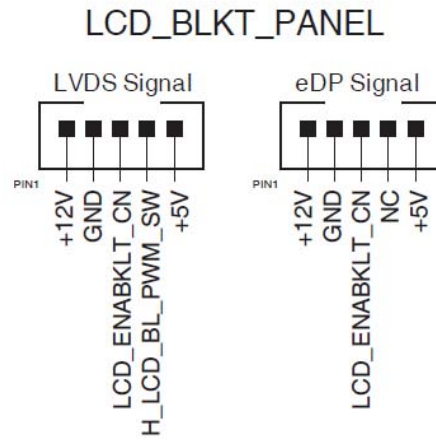 LCD_BLKT_PANEL
LVDS Signal
PIN1
+12V
GND
LCD_ENABKLT_CN
H_LCD_BL_PWM_SW
+5V
eDP Signal
PIN1
+12V
GND
LCD_ENABKLT_CN
NC
+5V